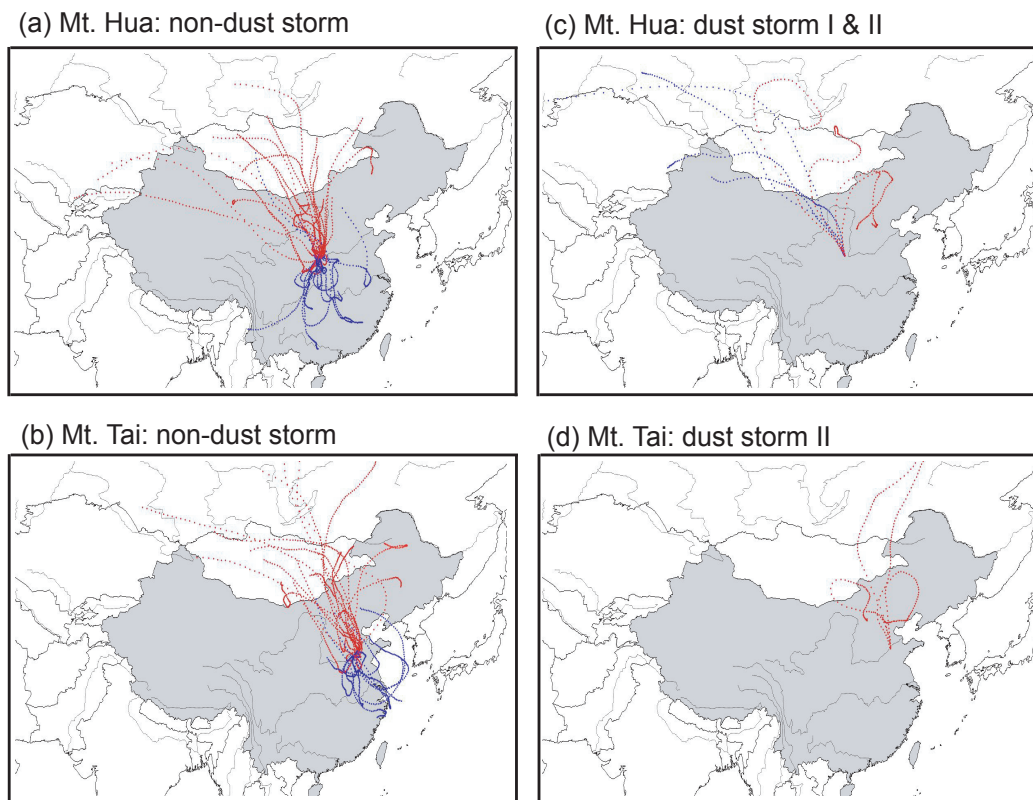 (a) Mt. Hua: non-dust storm
(c) Mt. Hua: dust storm I & II
(b) Mt. Tai: non-dust storm
(d) Mt. Tai: dust storm II